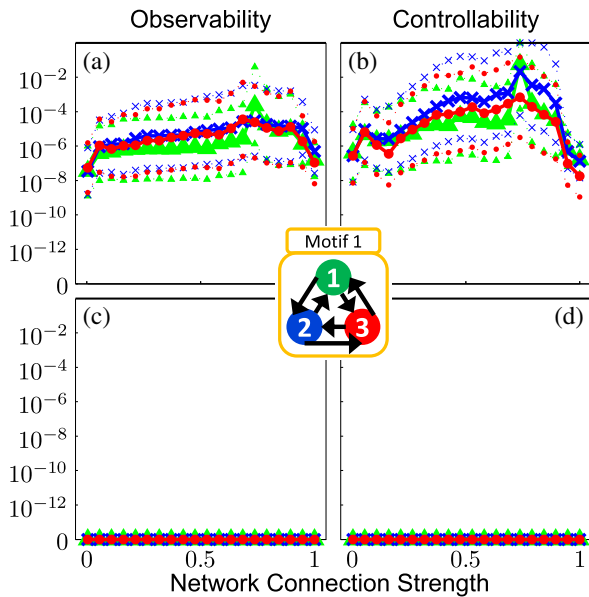 Observability Controllability
(a) (b)
10^{-2}
10^{-4}
10^{-6}
10^{-8}
10^{-10}
10^{-12}
0
Motif 1
1
2 3
(c) (d)
10^{-2}
10^{-4}
10^{-6}
10^{-8}
10^{-10}
10^{-12}
0
0 0.5 1 0 0.5 1
Network Connection Strength